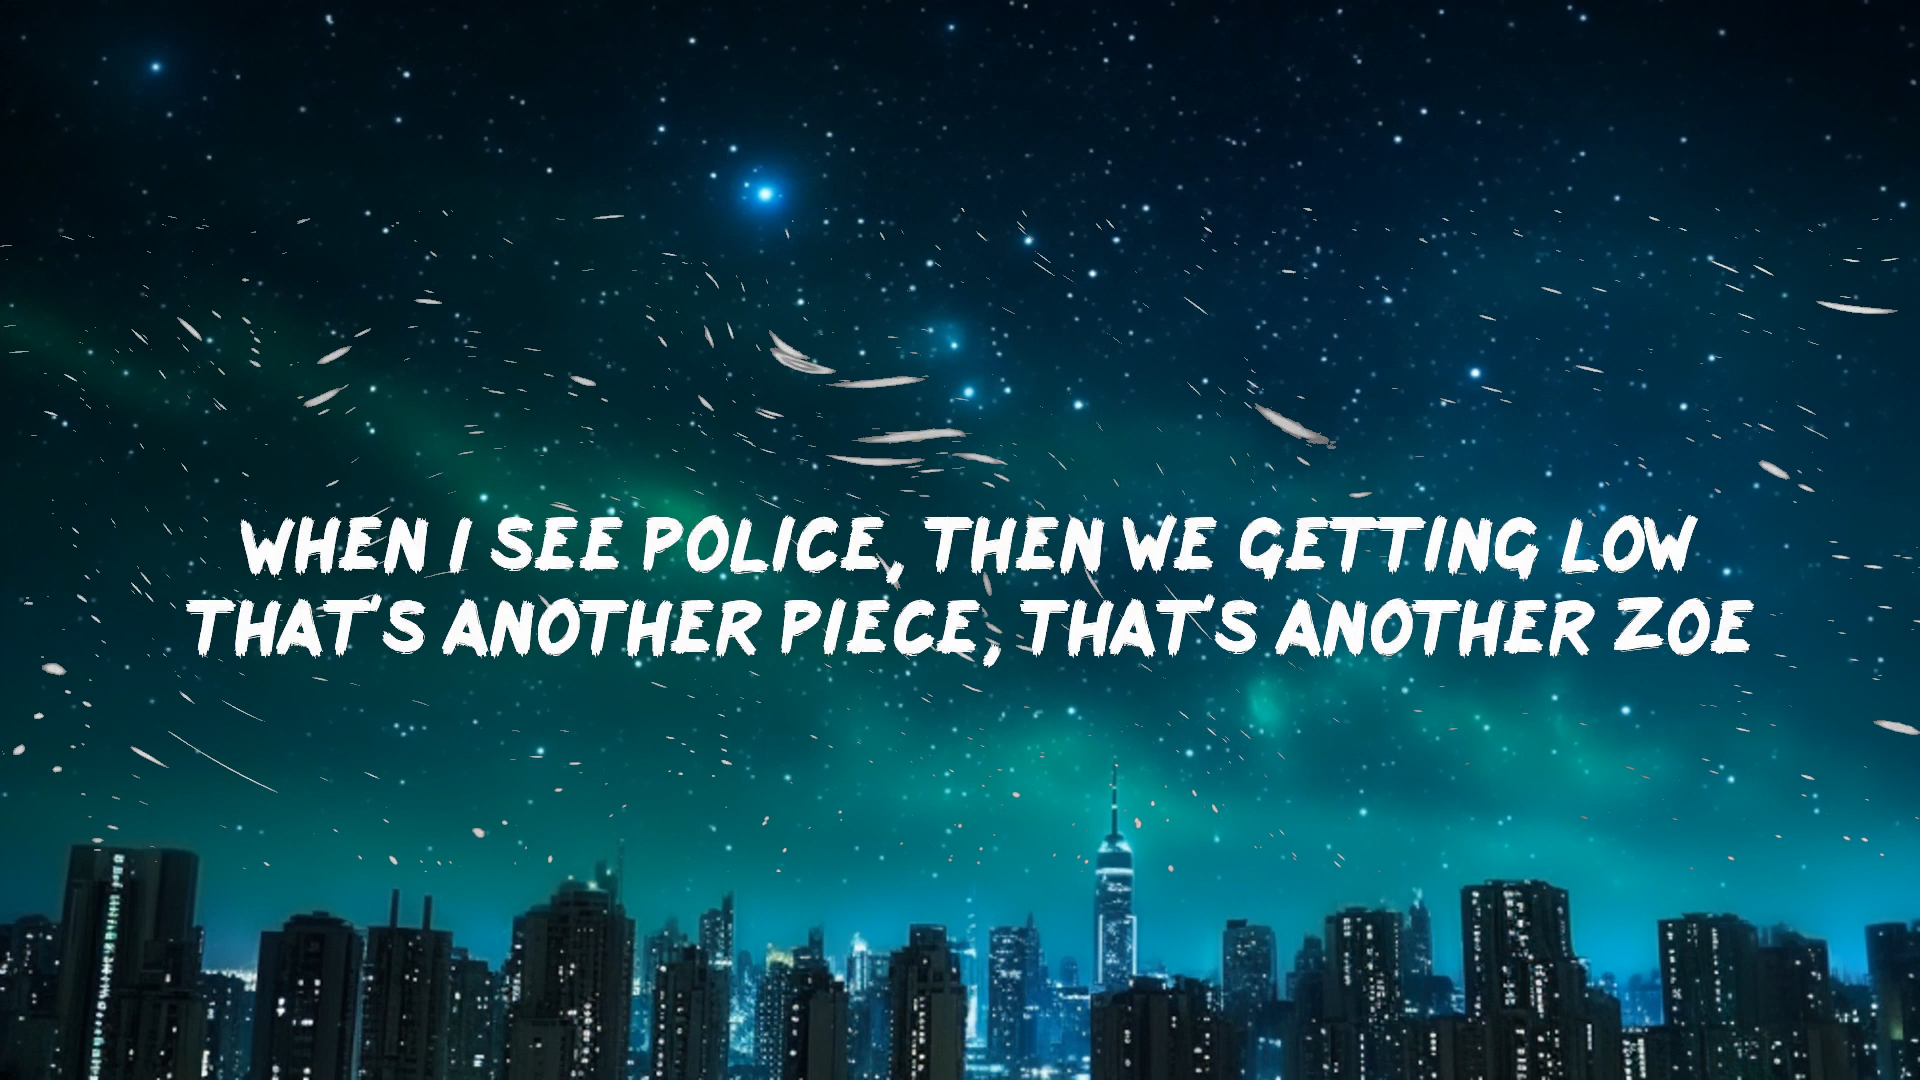 WHEN I SEE POLICE, THEN WE GETTING LOW
THAT'S ANOTHER PIECE, THAT'S ANOTHER ZOE